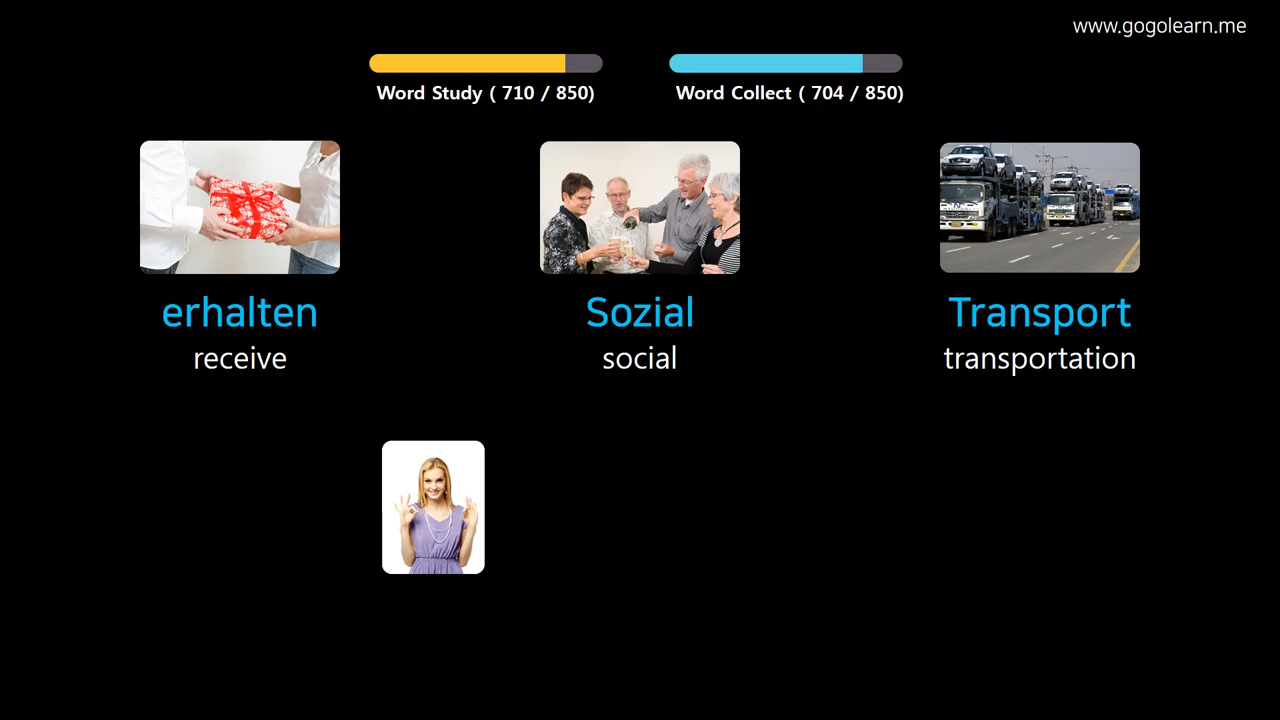 www.gogolearn.me
Word Study ( 710 / 850)
Word Collect ( 704 / 850)
erhalten
receive
Sozial
social
Transport
transportation